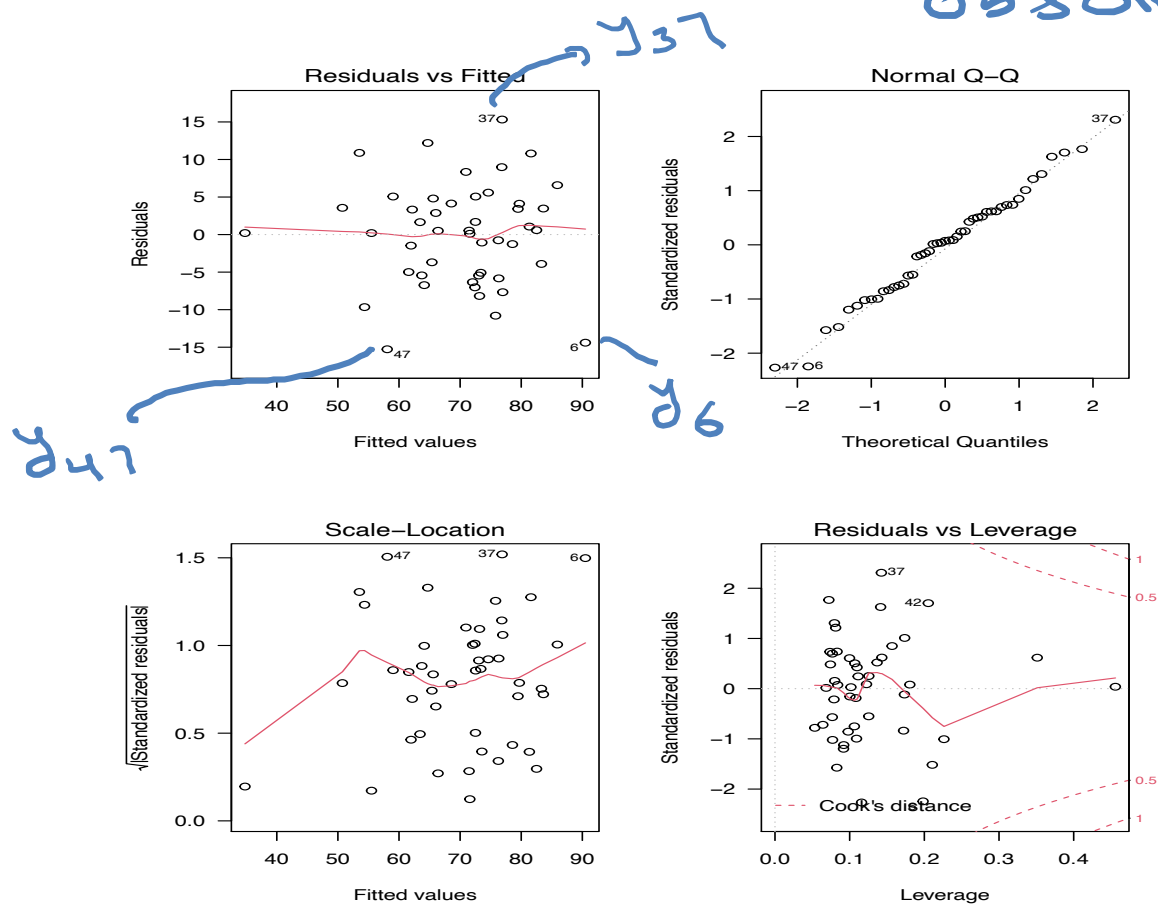 y37
Residuals vs Fitted
Residuals
15
10
5
0
−5
−10
−15
37
47
6
40 50 60 70 80 90
Fitted values
y47
y6
Normal Q−Q
Standardized residuals
2
1
0
−1
−2
37
47 6
−2 −1 0 1 2
Theoretical Quantiles
Scale−Location
√|Standardized residuals|
1.5
1.0
0.5
0.0
47 37 6
40 50 60 70 80 90
Fitted values
Residuals vs Leverage
Standardized residuals
2
1
0
−1
−2
37
42
1
0.5
0.5
1
Cook's distance
0.0 0.1 0.2 0.3 0.4
Leverage